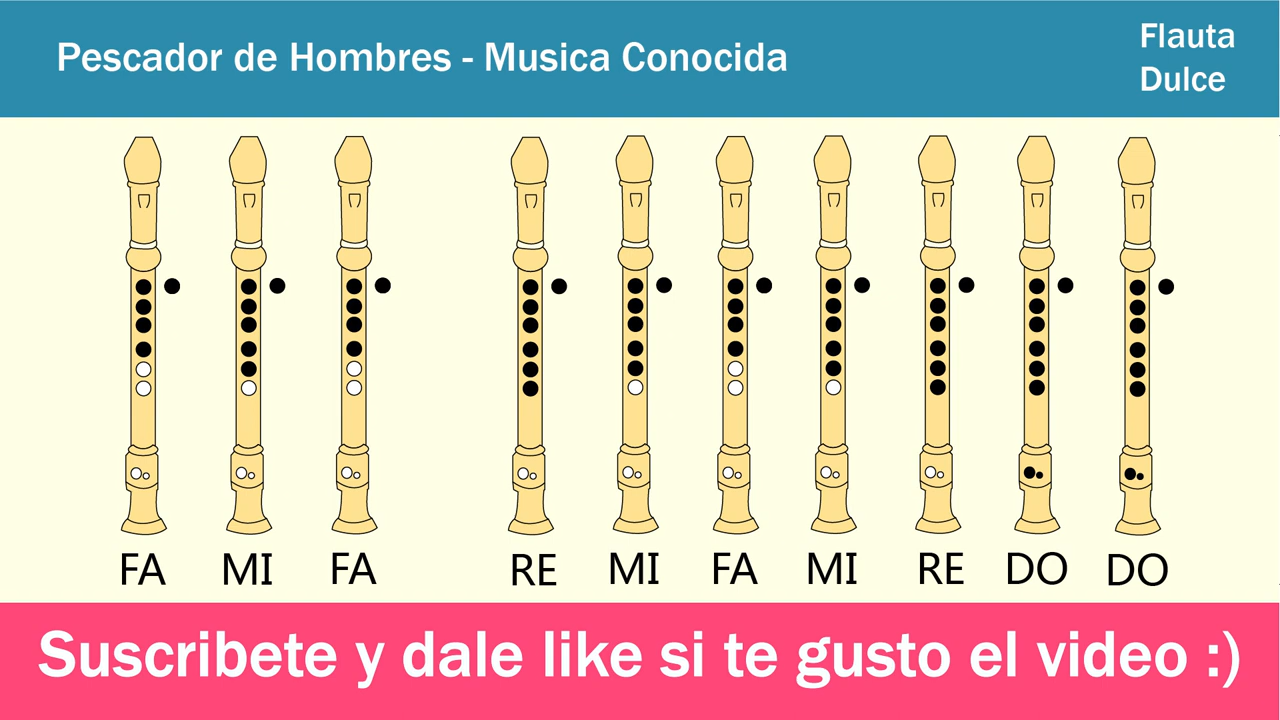 Pescador de Hombres - Musica Conocida
Flauta
Dulce
FA MI FA RE MI FA MI RE DO DO
Suscribete y dale like si te gusto el video :)